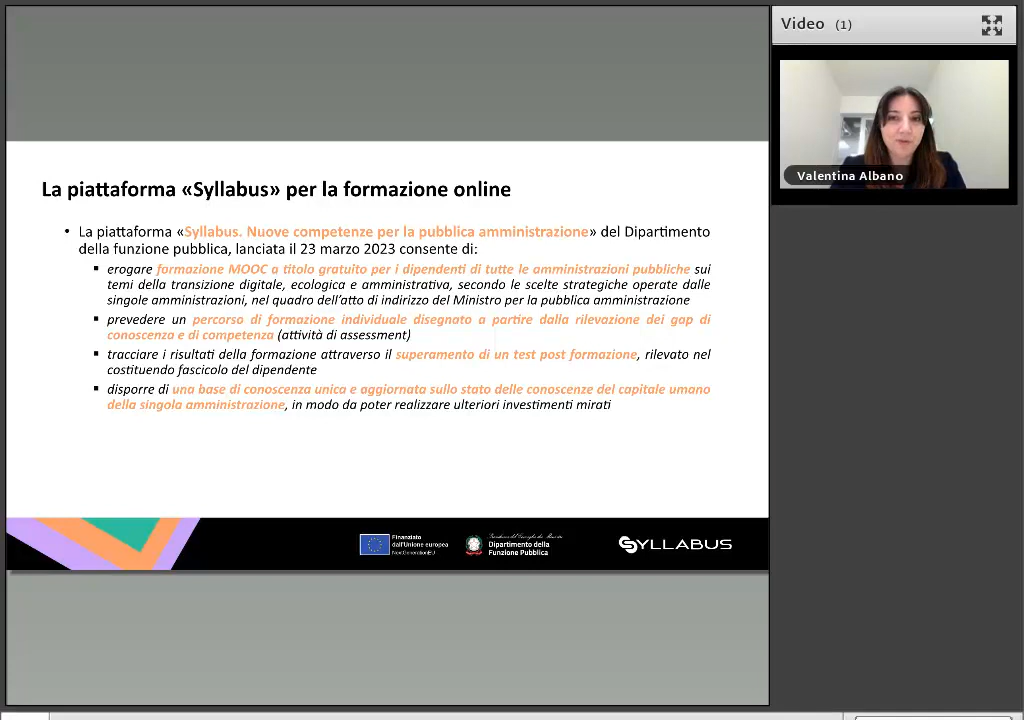 Video (1)
Valentina Albano
La piattaforma «Syllabus» per la formazione online
• La piattaforma «Syllabus. Nuove competenze per la pubblica amministrazione» del Dipartimento
della funzione pubblica, lanciata il 23 marzo 2023 consente di:
▪ erogare formazione MOOC a titolo gratuito per i dipendenti di tutte le amministrazioni pubbliche sui
temi della transizione digitale, ecologica e amministrativa, secondo le scelte strategiche operate dalle
singole amministrazioni, nel quadro dell'atto di indirizzo del Ministro per la pubblica amministrazione
▪ prevedere un percorso di formazione individuale disegnato a partire dalla rilevazione dei gap di
conoscenza e di competenza (attività di assessment)
▪ tracciare i risultati della formazione attraverso il superamento di un test post formazione, rilevato nel
costituendo fascicolo del dipendente
▪ disporre di una base di conoscenza unica e aggiornata sullo stato delle conoscenze del capitale umano
della singola amministrazione, in modo da poter realizzare ulteriori investimenti mirati
Finanziato
dall'Unione europea
NextGenerationEU
Presidenza del Consiglio dei Ministri
Dipartimento della
Funzione Pubblica
SYLLABUS